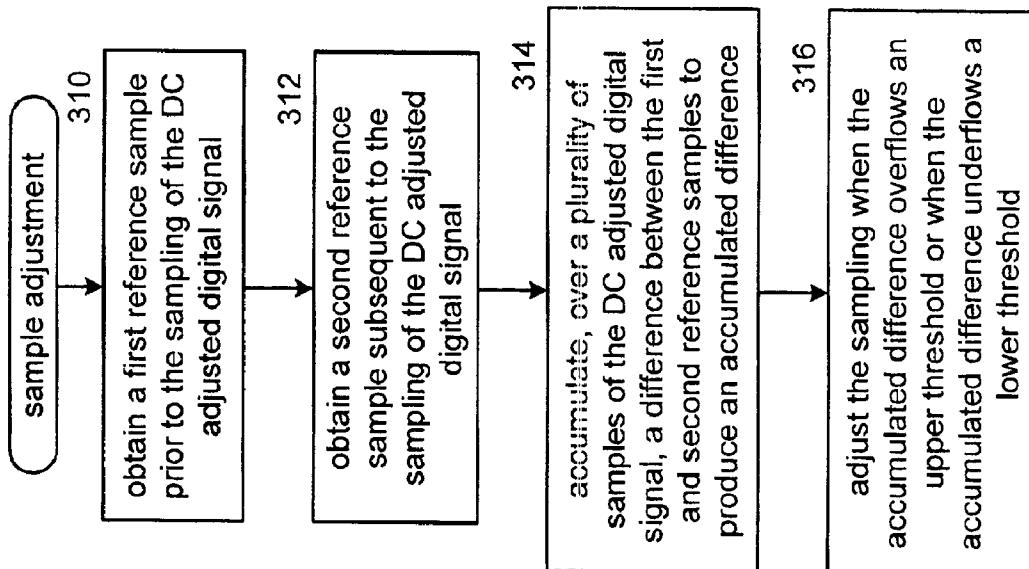 sample adjustment
310
obtain a first reference sample
prior to the sampling of the DC
adjusted digital signal
312
obtain a second reference
sample subsequent to the
sampling of the DC adjusted
digital signal
314
accumulate, over a plurality of
samples of the DC adjusted digital
signal, a difference between the first
and second reference samples to
produce an accumulated difference
316
adjust the sampling when the
accumulated difference overflows an
upper threshold or when the
accumulated difference underflows a
lower threshold